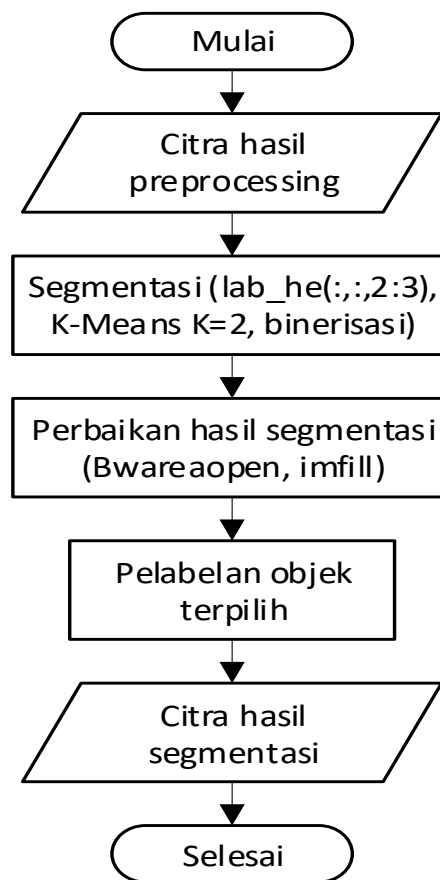 Mulai
Citra hasil
preprocessing
Segmentasi (lab_he(:,:,2:3),
K-Means K=2, binerisasi)
Perbaikan hasil segmentasi
(Bwareaopen, imfill)
Pelabelan objek
terpilih
Citra hasil
segmentasi
Selesai